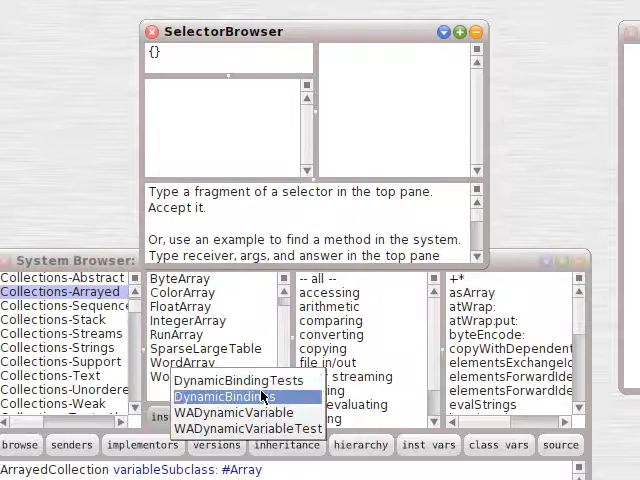 SelectorBrowser
{}
Type a fragment of a selector in the top pane.
Accept it.
Or, use an example to find a method in the system.
Type receiver, args, and answer in the top pane
System Browser:
Collections-Abstract
Collections-Arrayed
Collections-Sequence
Collections-Stack
Collections-Streams
Collections-Strings
Collections-Support
Collections-Text
Collections-Unordere
Collections-Weak
ByteArray
ColorArray
FloatArray
IntegerArray
RunArray
SparseLargeTable
WordArray
-- all --
accessing
arithmetic
comparing
converting
copying
file in/out
streaming
evaluating
+*
asArray
atWrap:
atWrap:put:
byteEncode:
copyWithDependent
elementsExchangeId
elementsForwardIde
elementsForwardIde
evalStrings
DynamicBindingTests
DynamicBindings
WADynamicVariable
WADynamicVariableTest
browse
senders
implementors
versions
inheritance
hierarchy
inst vars
class vars
source
ArrayedCollection variableSubclass: #Array